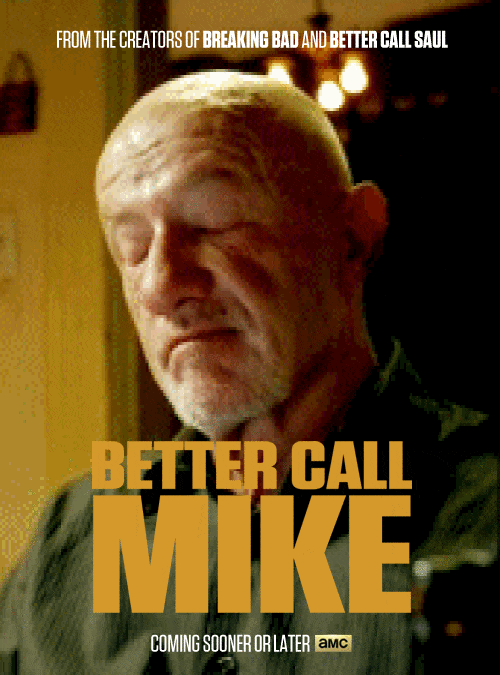 FROM THE CREATORS OF BREAKING BAD AND BETTER CALL SAUL
BETTER CALL
MIKE
COMING SOONER OR LATER amc